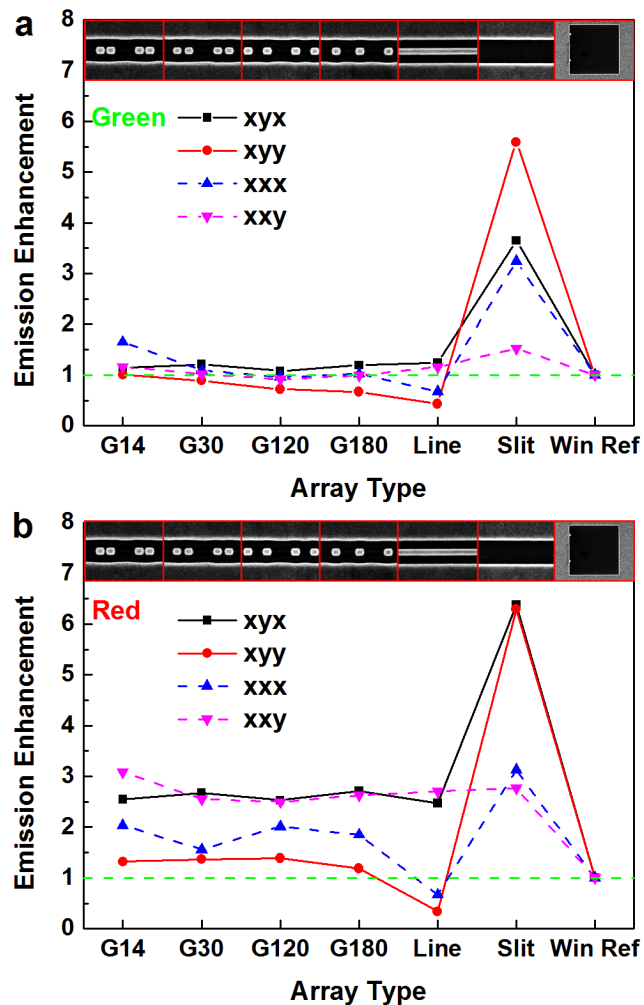 a
8
7
6
5
4
3
2
1
0
Emission Enhancement
Green
xyx
xyy
xxx
xxy
G14 G30 G120 G180 Line Slit Win Ref
Array Type
b
8
7
6
5
4
3
2
1
0
Emission Enhancement
Red
xyx
xyy
xxx
xxy
G14 G30 G120 G180 Line Slit Win Ref
Array Type